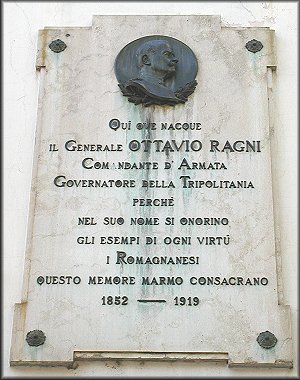 QUI OVE NACQUE
IL GENERALE OTTAVIO RAGNI
COMANDANTE D'ARMATA
GOVERNATORE DELLA TRIPOLITANIA
PERCHÉ
NEL SUO NOME SI ONORINO
GLI ESEMPI DI OGNI VIRTÙ
I ROMAGNANESI
QUESTO MEMORE MARMO CONSACRANO
1852 — 1919